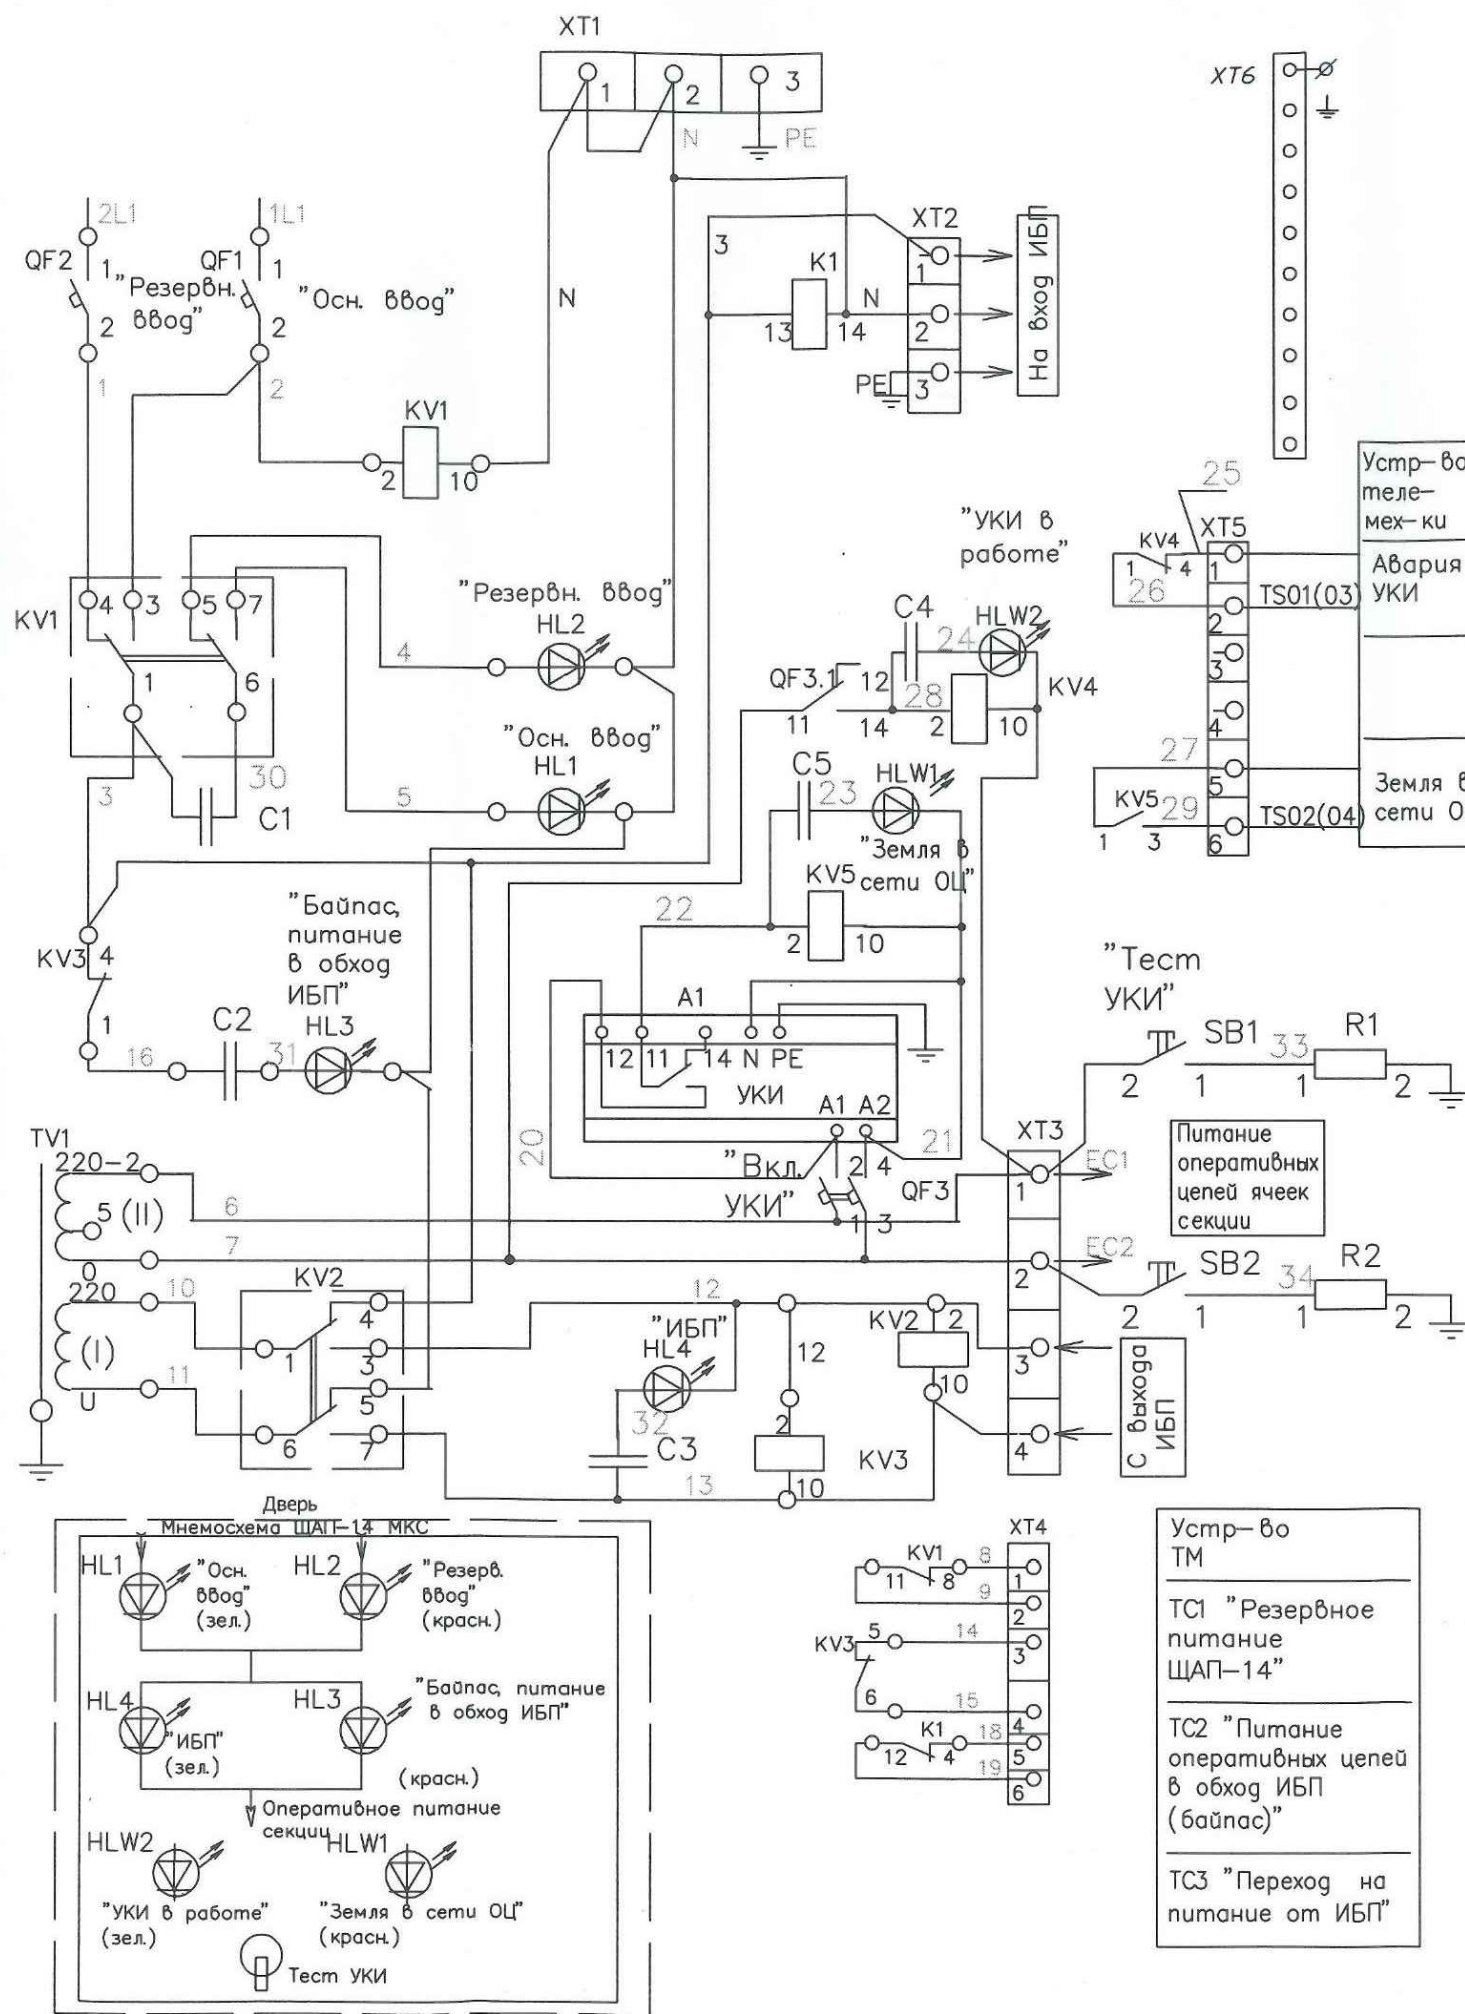 XT1
1
2
3
N
PE
XT6
2L1
1L1
QF2
1
"Резервн.
ввод"
2
QF1
1
"Осн. ввод"
2
1
2
N
3
K1
13
14
N
XT2
1
2
PE
3
На вход ИБП
KV1
2
10
25
Устр-во
теле-
мех-ки
KV4
1
4
XT5
1
Авария
УКИ
26
TS01(03)
2
3
4
27
5
KV5
29
1
3
TS02(04)
6
Земля в
"УКИ в
работе"
KV1
4
3
5
7
1
6
3
30
C1
4
"Резервн. ввод"
HL2
5
"Осн. ввод"
HL1
QF3.1
11
12
14
C4
24
HLW2
28
2
10
KV4
C5
23
HLW1
"Земля в
сети ОЦ"
KV5
22
2
10
KV3
4
1
"Байпас,
питание
в обход
ИБП"
HL3
C2
16
31
A1
12
11
14
N
PE
УКИ
A1
A2
20
21
"Вкл.
УКИ"
2
4
QF3
1
3
"Тест
УКИ"
SB1
2
1
33
R1
1
2
XT3
1
EC1
Питание
оперативных
цепей ячеек
секции
2
EC2
SB2
2
1
34
R2
1
2
3
4
С выхода
ИБП
TV1
220-2
5 (II)
0
6
7
220
(I)
U
10
11
KV2
4
1
3
5
6
7
12
"ИБП"
HL4
32
C3
13
12
2
KV3
10
KV2
2
10
Дверь
Мнемосхема ЩАП-14 МКС
HL1
"Осн.
ввод"
(зел.)
HL2
"Резерв.
ввод"
(красн.)
HL4
"ИБП"
(зел.)
HL3
"Байпас, питание
в обход ИБП"
(красн.)
Оперативное питание
секции
HLW2
"УКИ в работе"
(зел.)
HLW1
"Земля в сети ОЦ"
(красн.)
Тест УКИ
XT4
KV1
11
8
8
1
9
2
KV3
5
14
3
6
15
4
K1
12
4
18
5
19
6
Устр-во
ТМ
ТС1 "Резервное
питание
ЩАП-14"
ТС2 "Питание
оперативных цепей
в обход ИБП
(байпас)"
ТС3 "Переход на
питание от ИБП"